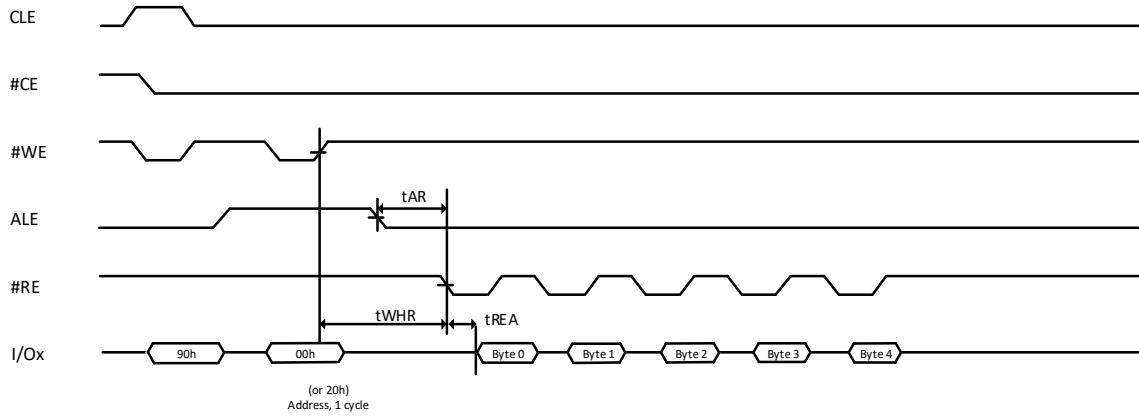 CLE
#CE
#WE
tAR
ALE
#RE
tWHR tREA
I/Ox 90h 00h Byte 0 Byte 1 Byte 2 Byte 3 Byte 4
(or 20h)
Address, 1 cycle